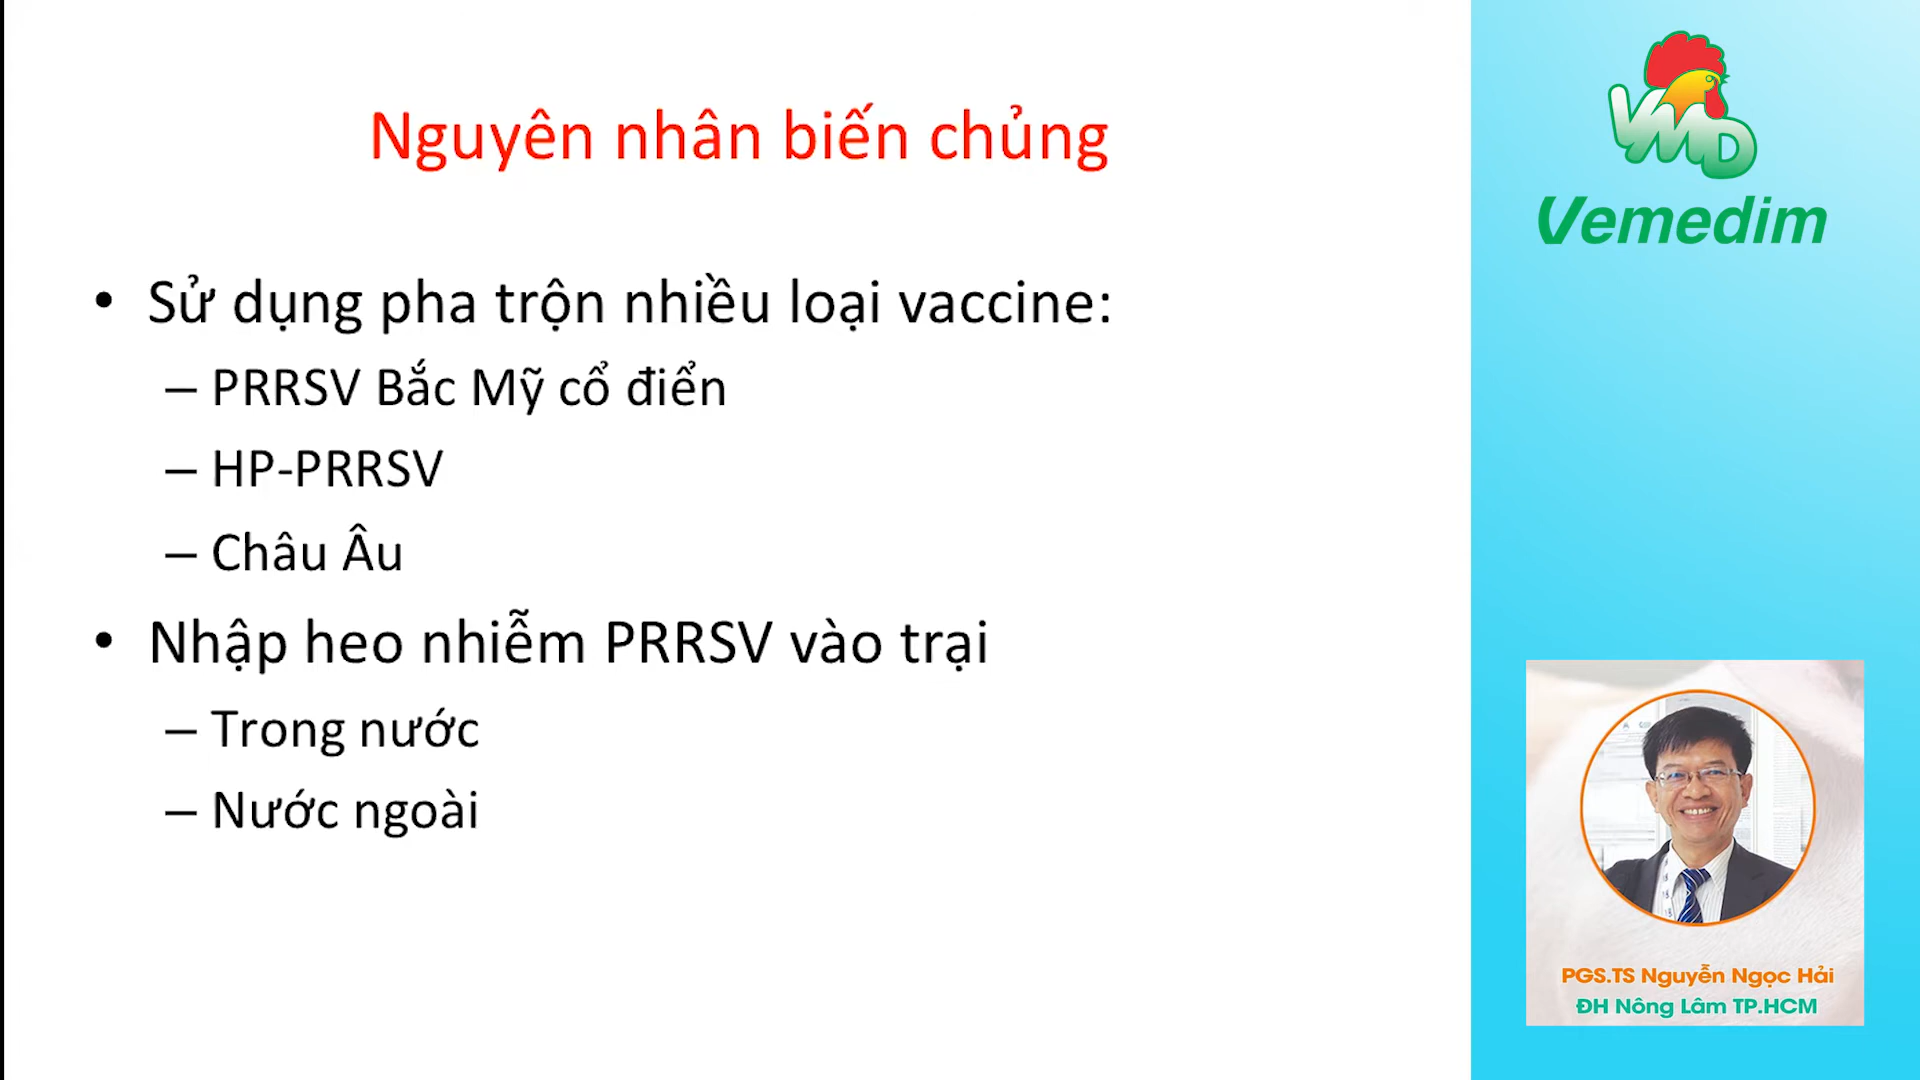 Nguyên nhân biến chủng
• Sử dụng pha trộn nhiều loại vaccine:
– PRRSV Bắc Mỹ cổ điển
– HP-PRRSV
– Châu Âu
• Nhập heo nhiễm PRRSV vào trại
– Trong nước
– Nước ngoài
VMD
Vemedim
PGS.TS Nguyễn Ngọc Hải
ĐH Nông Lâm TP.HCM